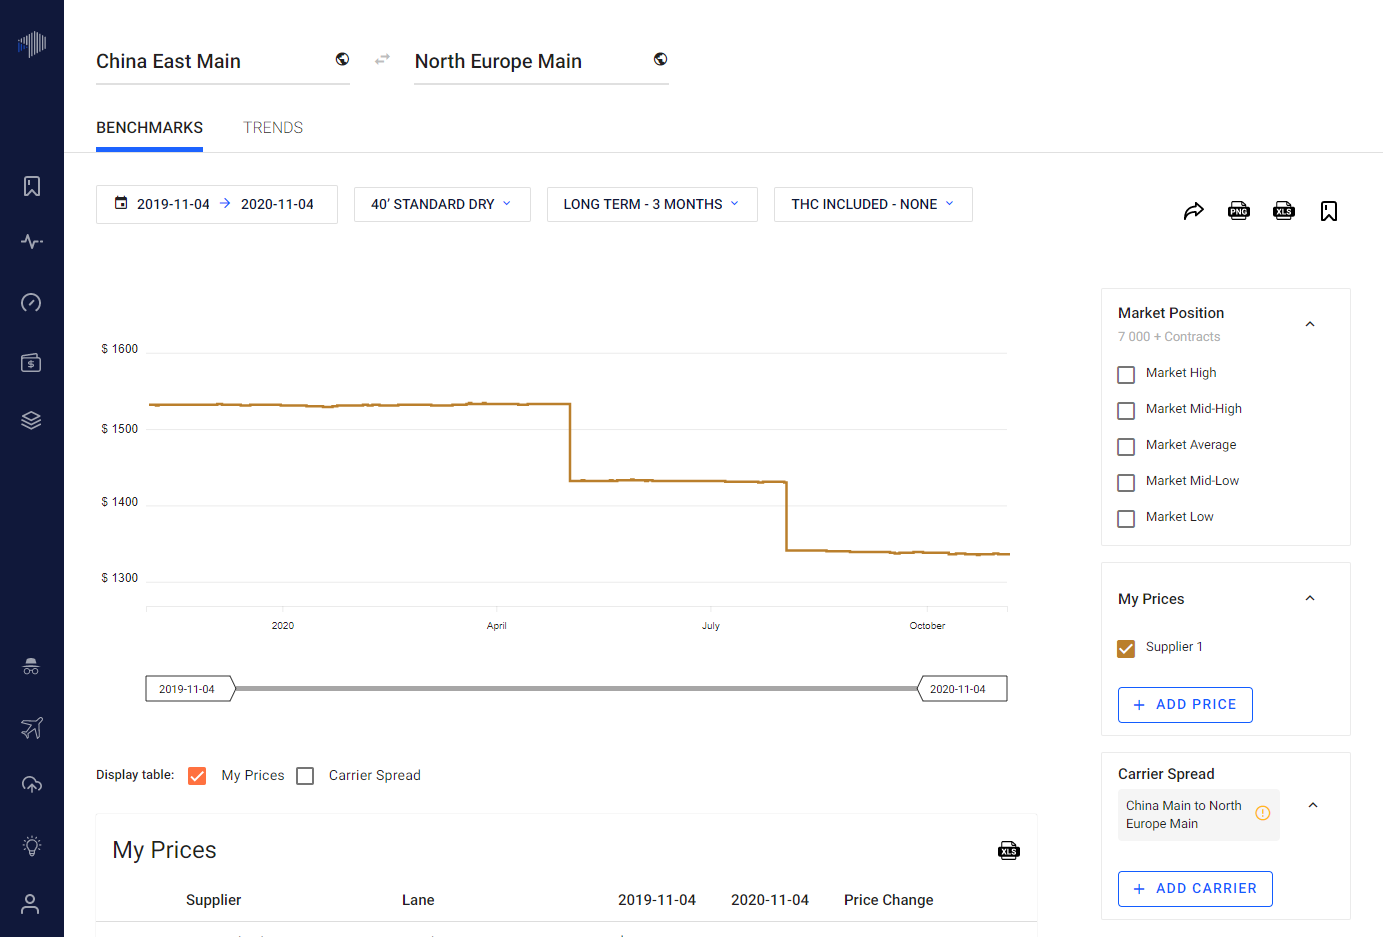 China East Main
North Europe Main
BENCHMARKS
TRENDS
2019-11-04 → 2020-11-04
40’ STANDARD DRY
LONG TERM - 3 MONTHS
THC INCLUDED - NONE
PNG
XLS
$ 1600
$ 1500
$ 1400
$ 1300
2020
April
July
October
2019-11-04
2020-11-04
Market Position
7 000 + Contracts
Market High
Market Mid-High
Market Average
Market Mid-Low
Market Low
My Prices
Supplier 1
+ ADD PRICE
Carrier Spread
China Main to North
Europe Main
+ ADD CARRIER
Display table:
My Prices
Carrier Spread
My Prices
XLS
Supplier
Lane
2019-11-04
2020-11-04
Price Change